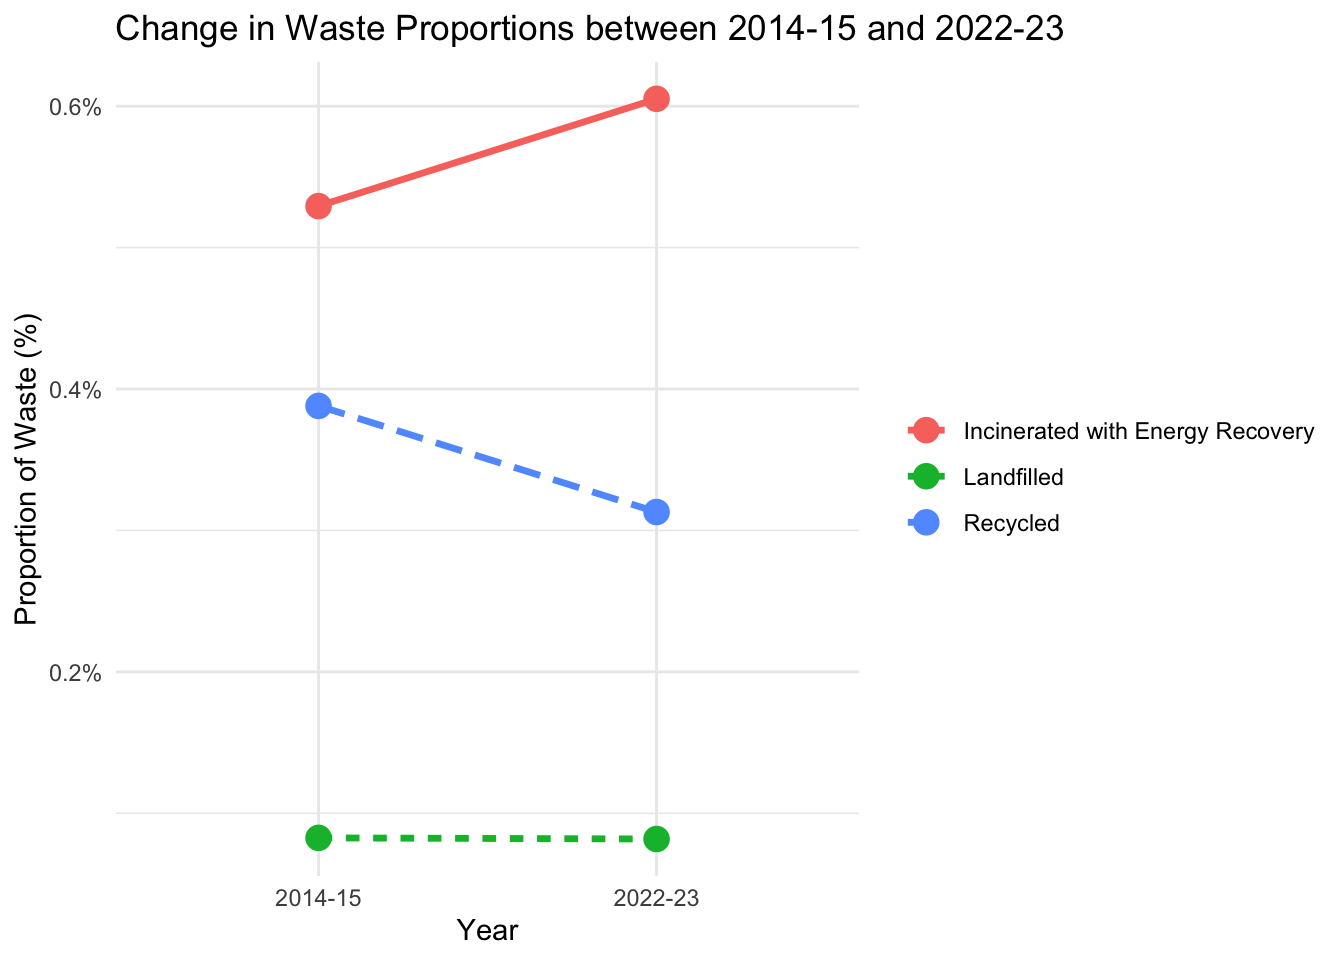 Change in Waste Proportions between 2014-15 and 2022-23
Proportion of Waste (%)
0.6%
0.4%
0.2%
2014-15
2022-23
Year
Incinerated with Energy Recovery
Landfilled
Recycled